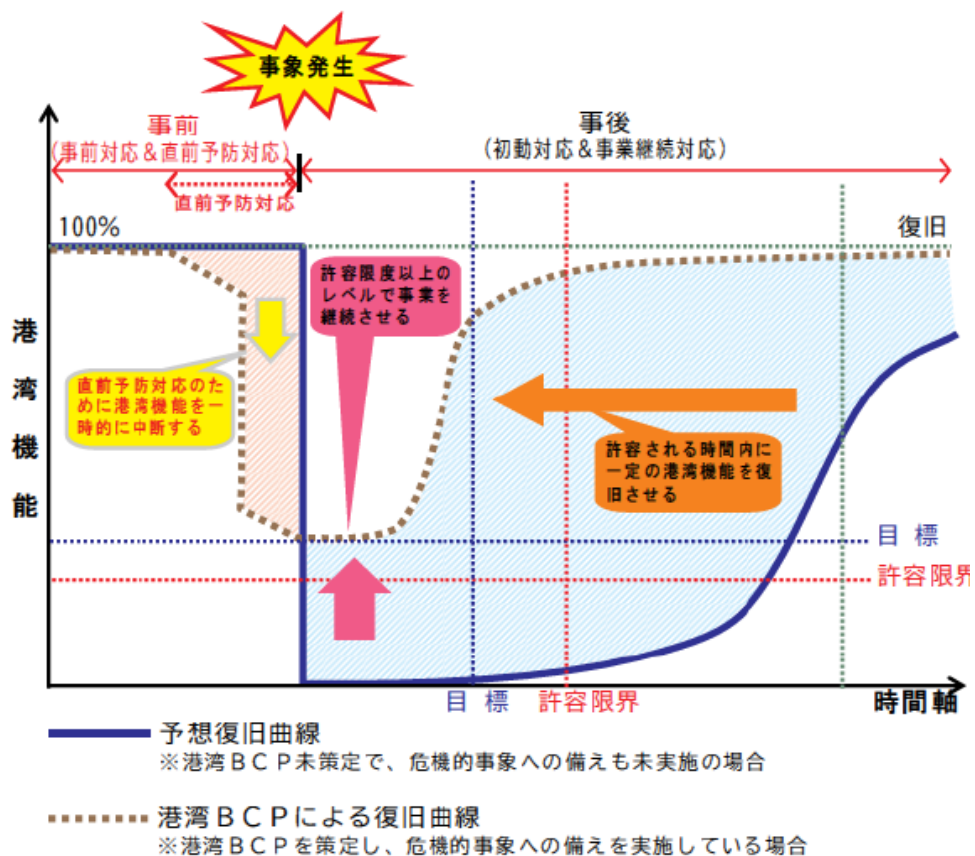 事象発生
事前
(事前対応&直前予防対応)
直前予防対応
事後
(初動対応&事業継続対応)
100%
復旧
許容限度以上の
レベルで事業を
継続させる
港湾機能
直前予防対応のた
めに港湾機能を一
時的に中断する
許容される時間内に
一定の港湾機能を復
旧させる
目 標
許容限界
目 標
許容限界
時間軸
予想復旧曲線
※港湾BCP未策定で、危機的事象への備えも未実施の場合
港湾BCPによる復旧曲線
※港湾BCPを策定し、危機的事象への備えを実施している場合